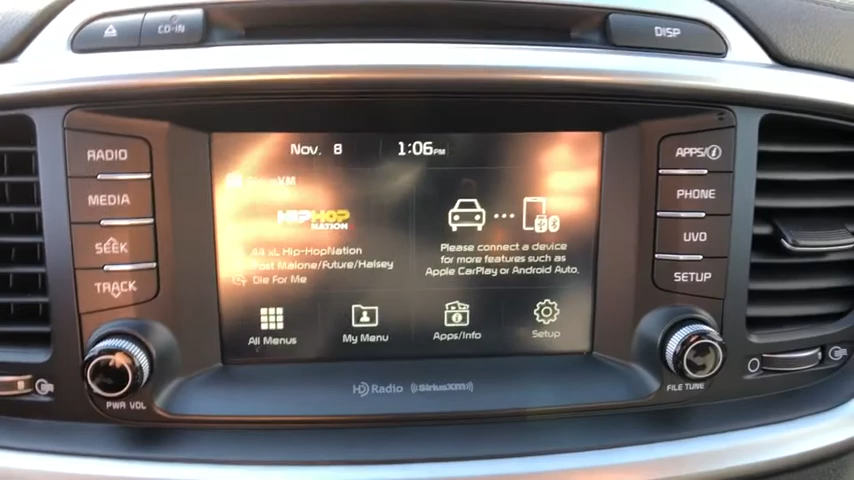 CD-IN
DISP
Nov. 8
1:06PM
RADIO
MEDIA
SEEK
TRACK
APPS/i
PHONE
UVO
SETUP
SiriusXM
HIPHOP
NATION
44 XL Hip-HopNation
Post Malone/Future/Halsey
Die For Me
Please connect a device
for more features such as
Apple CarPlay or Android Auto.
All Menus
My Menu
Apps/Info
Setup
HD Radio
SiriusXM
PWR VOL
FILE TUNE